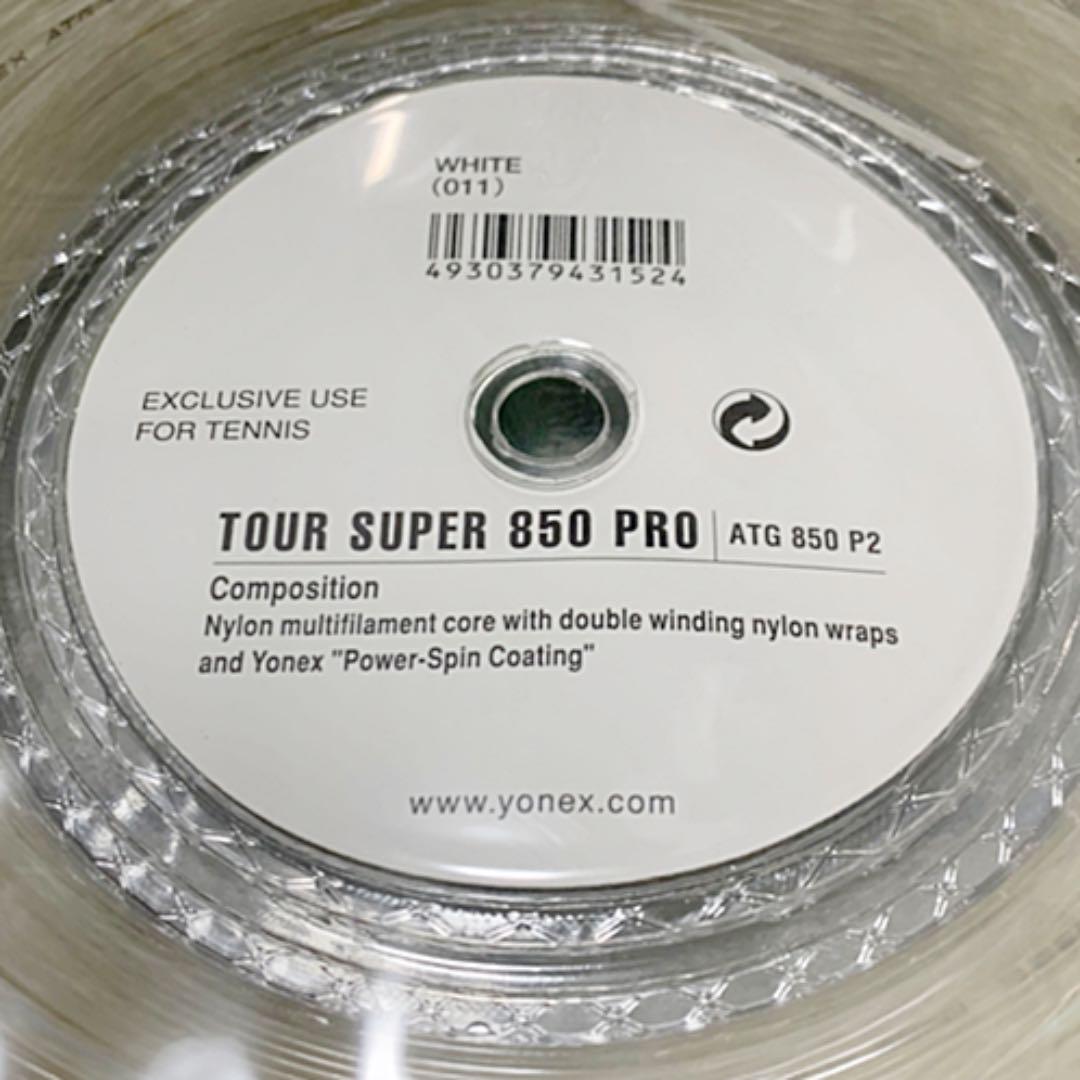 WHITE
(011)
4930379431524
EXCLUSIVE USE
FOR TENNIS
TOUR SUPER 850 PRO | ATG 850 P2
Composition
Nylon multifilament core with double winding nylon wraps
and Yonex "Power-Spin Coating"
www.yonex.com